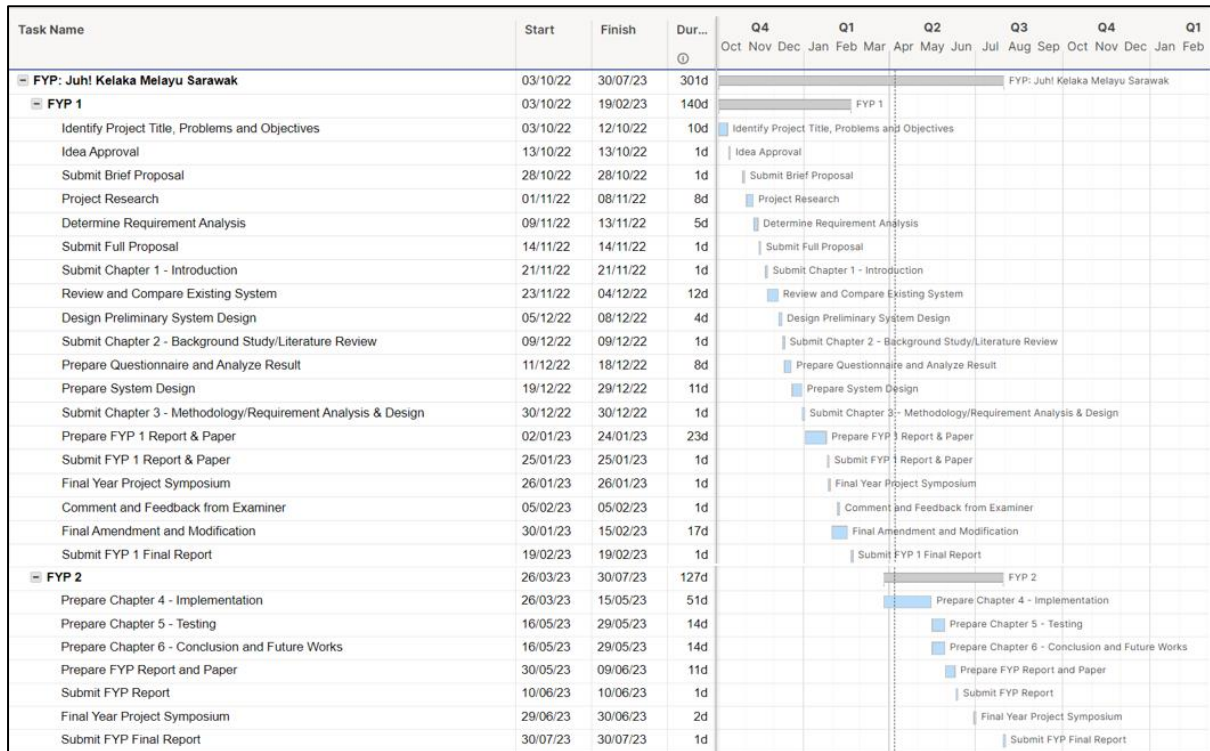 Task Name Start Finish Dur... Q4 Q1 Q2 Q3 Q4 Q1
Oct Nov Dec Jan Feb Mar Apr May Jun Jul Aug Sep Oct Nov Dec Jan Feb
FYP: Juh! Kelaka Melayu Sarawak 03/10/22 30/07/23 301d FYP: Juh! Kelaka Melayu Sarawak
FYP 1 03/10/22 19/02/23 140d FYP 1
Identify Project Title, Problems and Objectives 03/10/22 12/10/22 10d Identify Project Title, Problems and Objectives
Idea Approval 13/10/22 13/10/22 1d Idea Approval
Submit Brief Proposal 28/10/22 28/10/22 1d Submit Brief Proposal
Project Research 01/11/22 08/11/22 8d Project Research
Determine Requirement Analysis 09/11/22 13/11/22 5d Determine Requirement Analysis
Submit Full Proposal 14/11/22 14/11/22 1d Submit Full Proposal
Submit Chapter 1 - Introduction 21/11/22 21/11/22 1d Submit Chapter 1 - Introduction
Review and Compare Existing System 23/11/22 04/12/22 12d Review and Compare Existing System
Design Preliminary System Design 05/12/22 08/12/22 4d Design Preliminary System Design
Submit Chapter 2 - Background Study/Literature Review 09/12/22 09/12/22 1d Submit Chapter 2 - Background Study/Literature Review
Prepare Questionnaire and Analyze Result 11/12/22 18/12/22 8d Prepare Questionnaire and Analyze Result
Prepare System Design 19/12/22 29/12/22 11d Prepare System Design
Submit Chapter 3 - Methodology/Requirement Analysis & Design 30/12/22 30/12/22 1d Submit Chapter 3 - Methodology/Requirement Analysis & Design
Prepare FYP 1 Report & Paper 02/01/23 24/01/23 23d Prepare FYP 1 Report & Paper
Submit FYP 1 Report & Paper 25/01/23 25/01/23 1d Submit FYP 1 Report & Paper
Final Year Project Symposium 26/01/23 26/01/23 1d Final Year Project Symposium
Comment and Feedback from Examiner 05/02/23 05/02/23 1d Comment and Feedback from Examiner
Final Amendment and Modification 30/01/23 15/02/23 17d Final Amendment and Modification
Submit FYP 1 Final Report 19/02/23 19/02/23 1d Submit FYP 1 Final Report
FYP 2 26/03/23 30/07/23 127d FYP 2
Prepare Chapter 4 - Implementation 26/03/23 15/05/23 51d Prepare Chapter 4 - Implementation
Prepare Chapter 5 - Testing 16/05/23 29/05/23 14d Prepare Chapter 5 - Testing
Prepare Chapter 6 - Conclusion and Future Works 16/05/23 29/05/23 14d Prepare Chapter 6 - Conclusion and Future Works
Prepare FYP Report and Paper 30/05/23 09/06/23 11d Prepare FYP Report and Paper
Submit FYP Report 10/06/23 10/06/23 1d Submit FYP Report
Final Year Project Symposium 29/06/23 30/06/23 2d Final Year Project Symposium
Submit FYP Final Report 30/07/23 30/07/23 1d Submit FYP Final Report